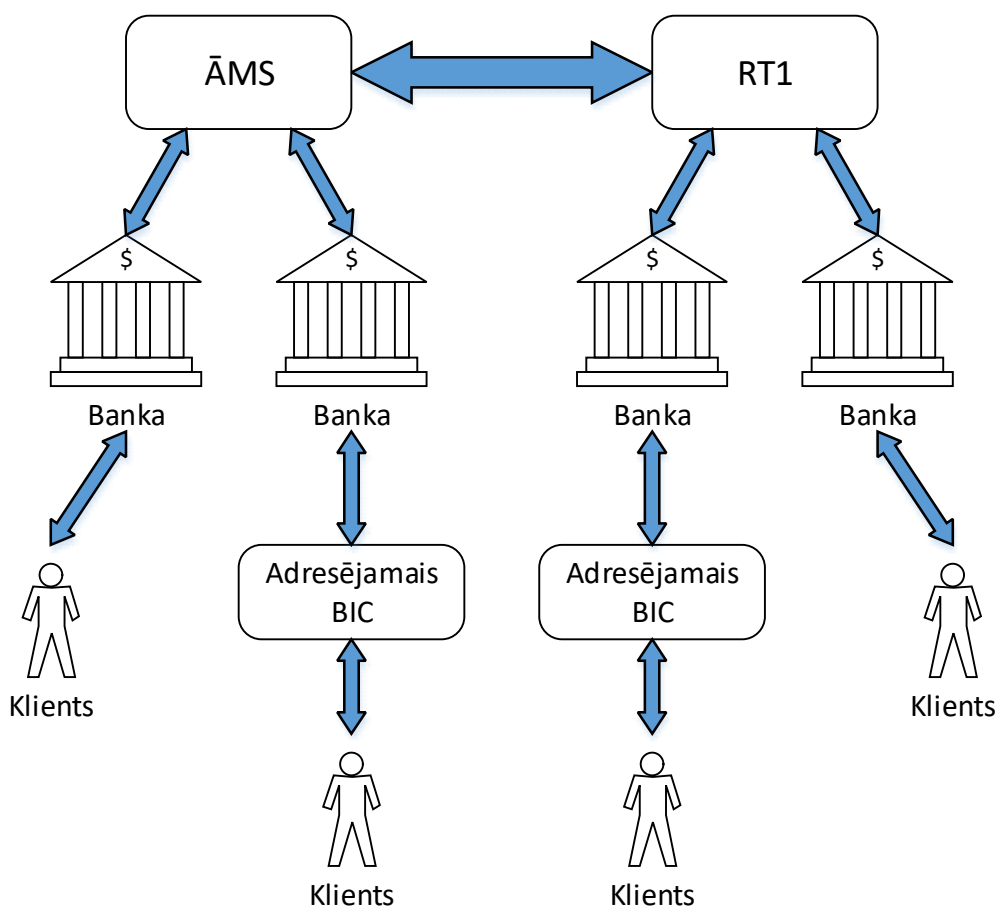 ĀMS
RT1
$
$
$
$
Banka
Banka
Banka
Banka
Adresējamais
BIC
Adresējamais
BIC
Klients
Klients
Klients
Klients